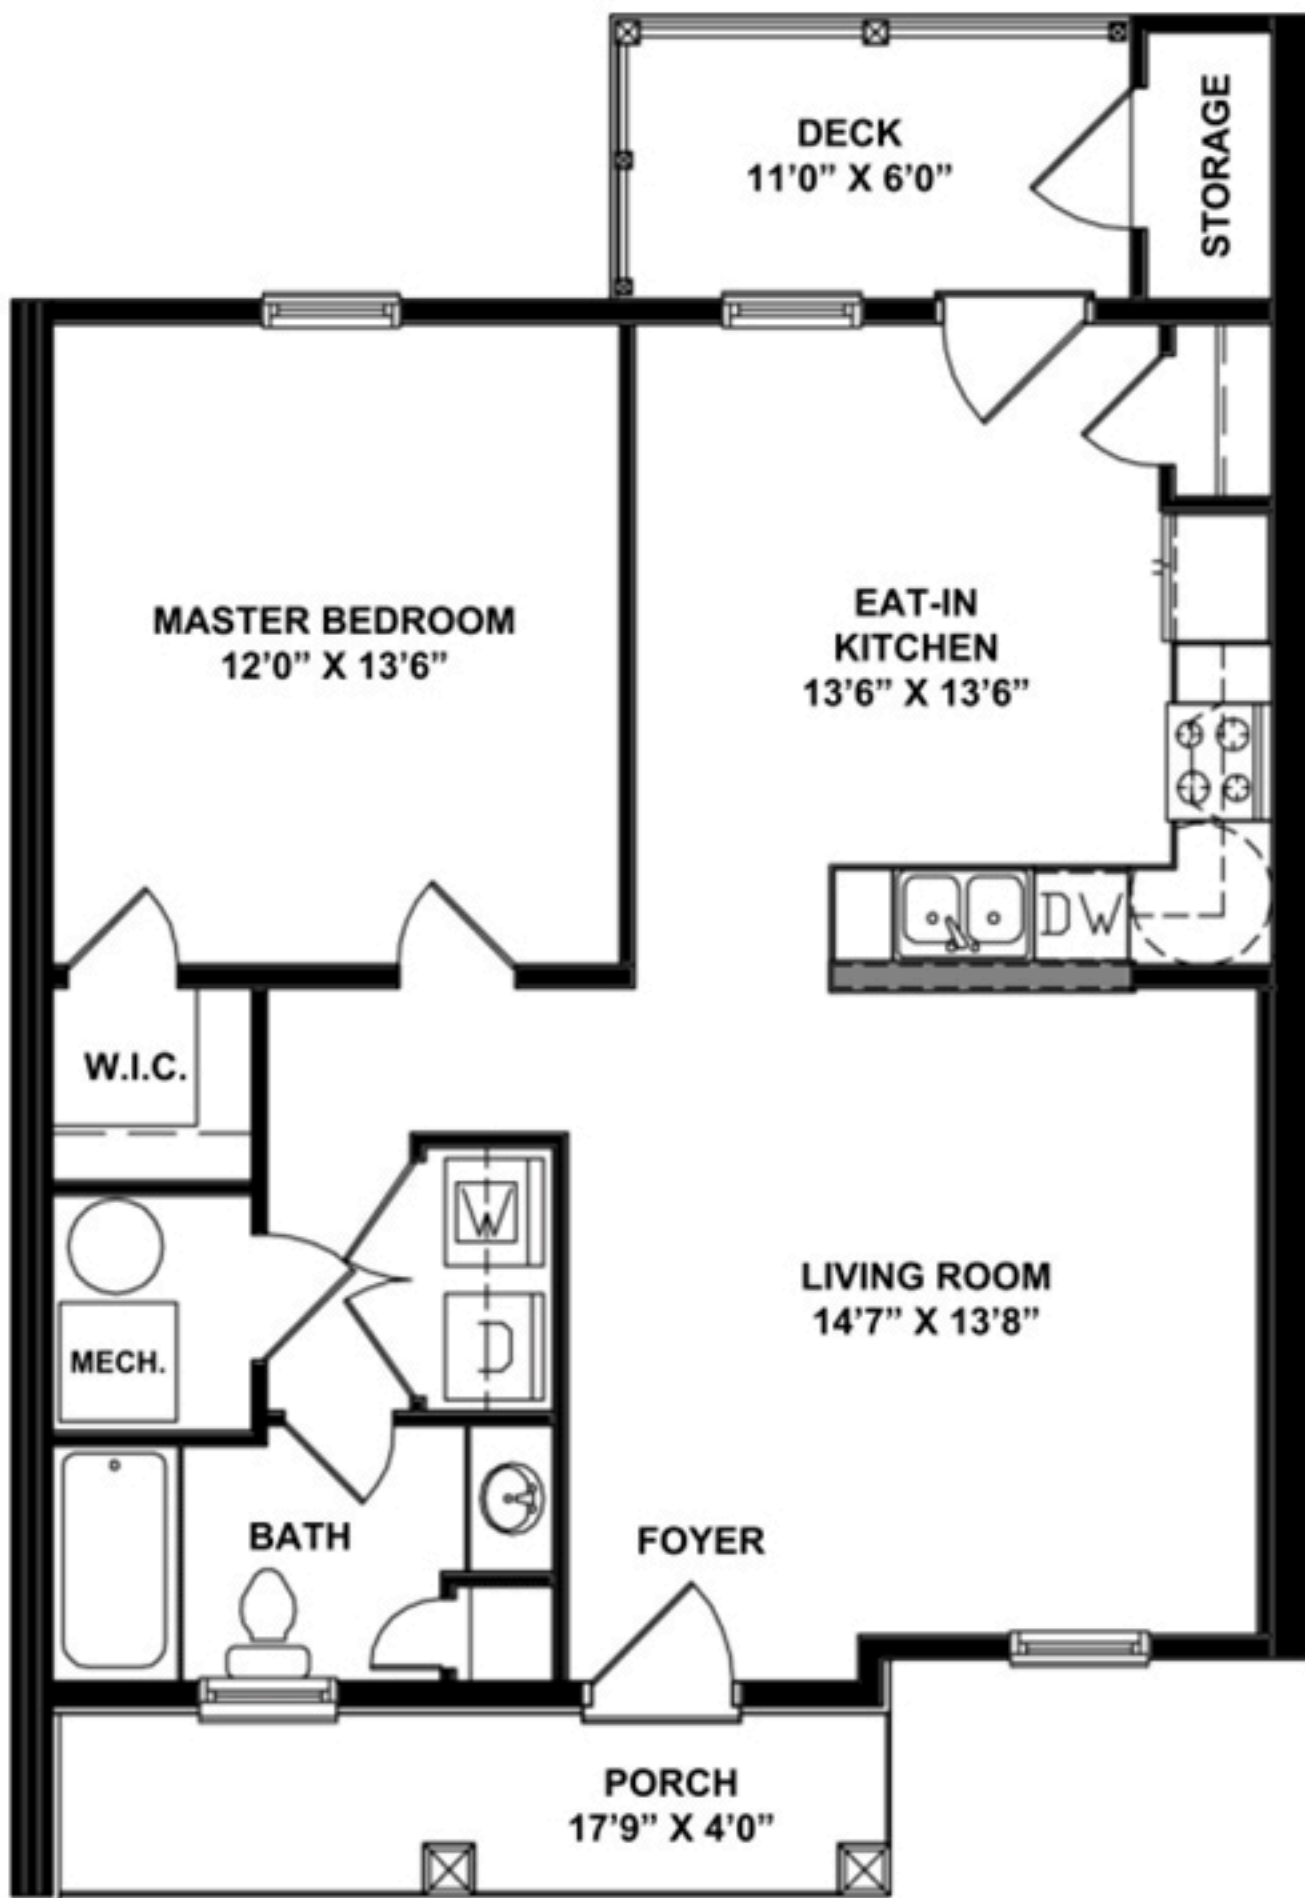 DECK
11’0” X 6’0”
STORAGE
MASTER BEDROOM
12’0” X 13’6”
EAT-IN
KITCHEN
13’6” X 13’6”
DW
W.I.C.
W
D
MECH.
LIVING ROOM
14’7” X 13’8”
BATH
FOYER
PORCH
17’9” X 4’0”